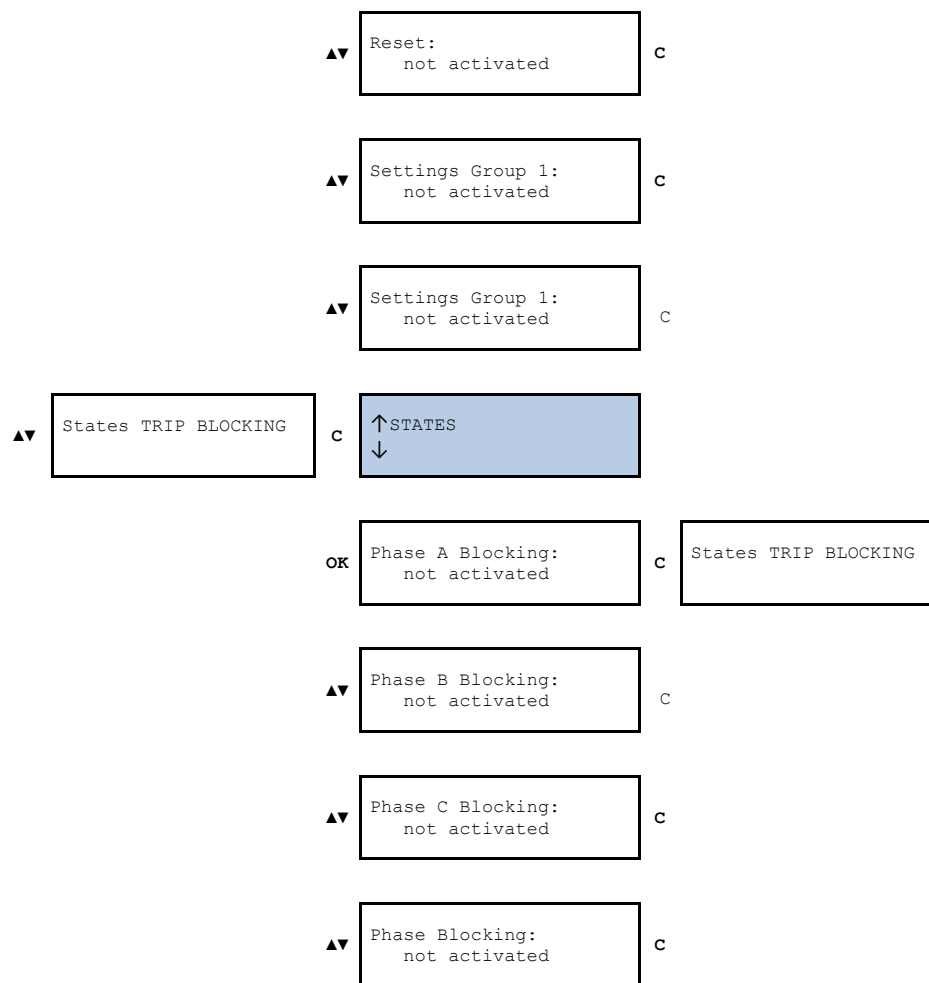 ▲▼ Reset: C
not activated
▲▼ Settings Group 1: C
not activated
▲▼ Settings Group 1: C
not activated
▲▼ States TRIP BLOCKING C ↑STATES
↓
OK Phase A Blocking: C States TRIP BLOCKING
not activated
▲▼ Phase B Blocking: C
not activated
▲▼ Phase C Blocking: C
not activated
▲▼ Phase Blocking: C
not activated